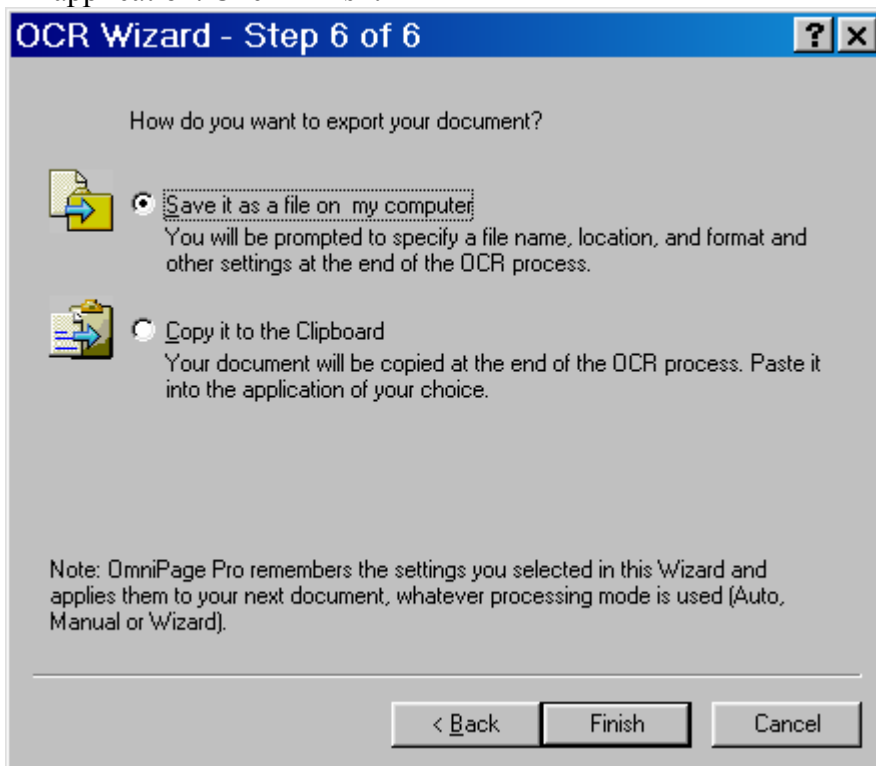 OCR Wizard - Step 6 of 6
How do you want to export your document?
Save it as a file on my computer
You will be prompted to specify a file name, location, and format and
other settings at the end of the OCR process.
Copy it to the Clipboard
Your document will be copied at the end of the OCR process. Paste it
into the application of your choice.
Note: OmniPage Pro remembers the settings you selected in this Wizard and
applies them to your next document, whatever processing mode is used (Auto,
Manual or Wizard).
< Back Finish Cancel